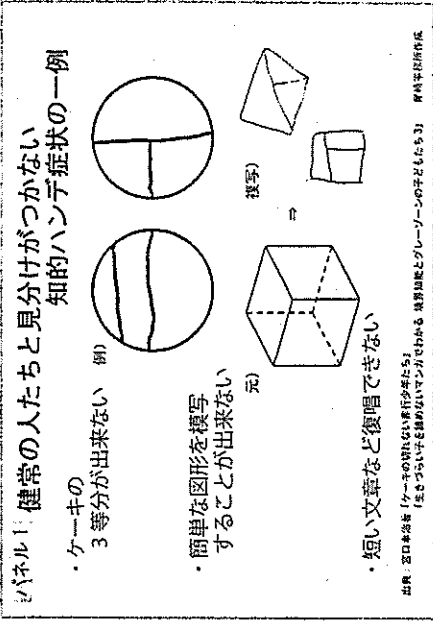 パネル1
健常の人たちと見分けがつかない
知的ハンデ症状の一例
・ケーキの
3等分が出来ない
例)
・簡単な図形を模写
することが出来ない
元)
⇒
複写)
・短い文章など復唱できない
出典:宮口幸治著「ケーキの切れない非行少年たち」
「生きづらい子を諦めないマンガでわかる 境界知能とグレーゾーンの子どもたち3」